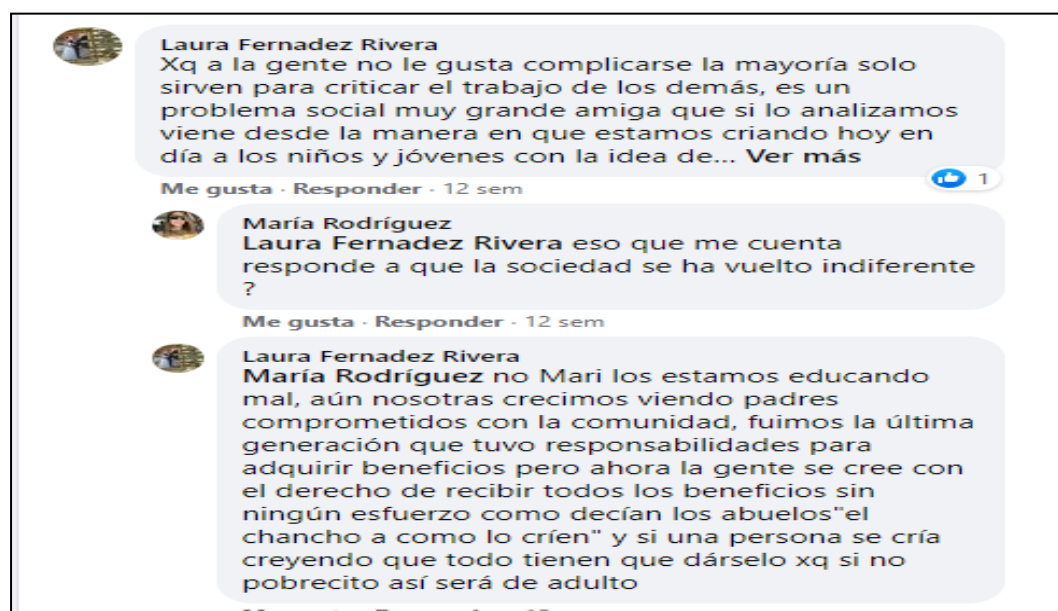 Laura Fernadez Rivera
Xq a la gente no le gusta complicarse la mayoría solo
sirven para criticar el trabajo de los demás, es un
problema social muy grande amiga que si lo analizamos
viene desde la manera en que estamos criando hoy en
día a los niños y jóvenes con la idea de... Ver más
1
Me gusta · Responder · 12 sem
María Rodríguez
Laura Fernadez Rivera eso que me cuenta
responde a que la sociedad se ha vuelto indiferente
?
Me gusta · Responder · 12 sem
Laura Fernadez Rivera
María Rodríguez no Mari los estamos educando
mal, aún nosotras crecimos viendo padres
comprometidos con la comunidad, fuimos la última
generación que tuvo responsabilidades para
adquirir beneficios pero ahora la gente se cree con
el derecho de recibir todos los beneficios sin
ningún esfuerzo como decían los abuelos"el
chancho a como lo críen" y si una persona se cría
creyendo que todo tienen que dárselo xq si no
pobrecito así será de adulto